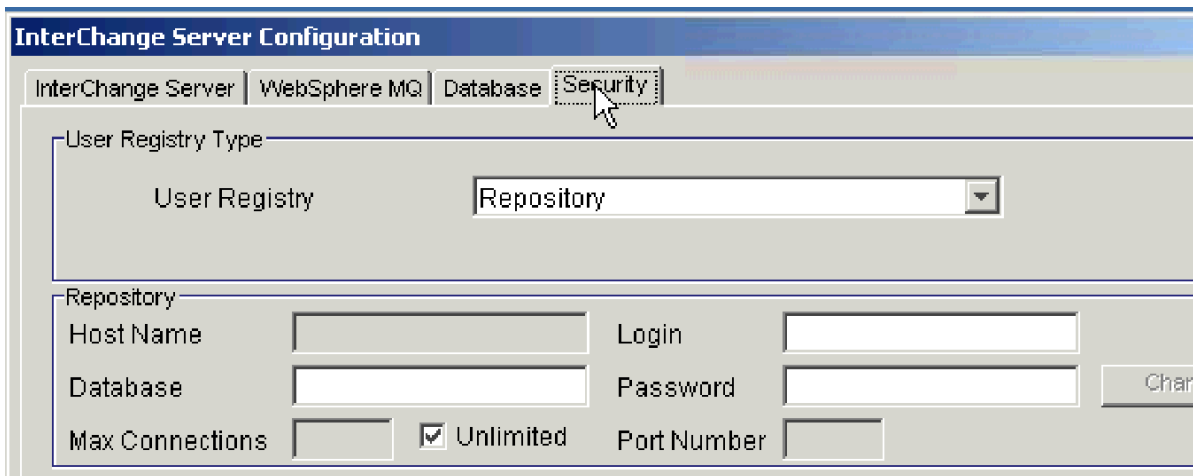 InterChange Server Configuration
InterChange Server WebSphere MQ Database Security
User Registry Type
User Registry Repository
Repository
Host Name Login
Database Password Char
Max Connections Unlimited Port Number